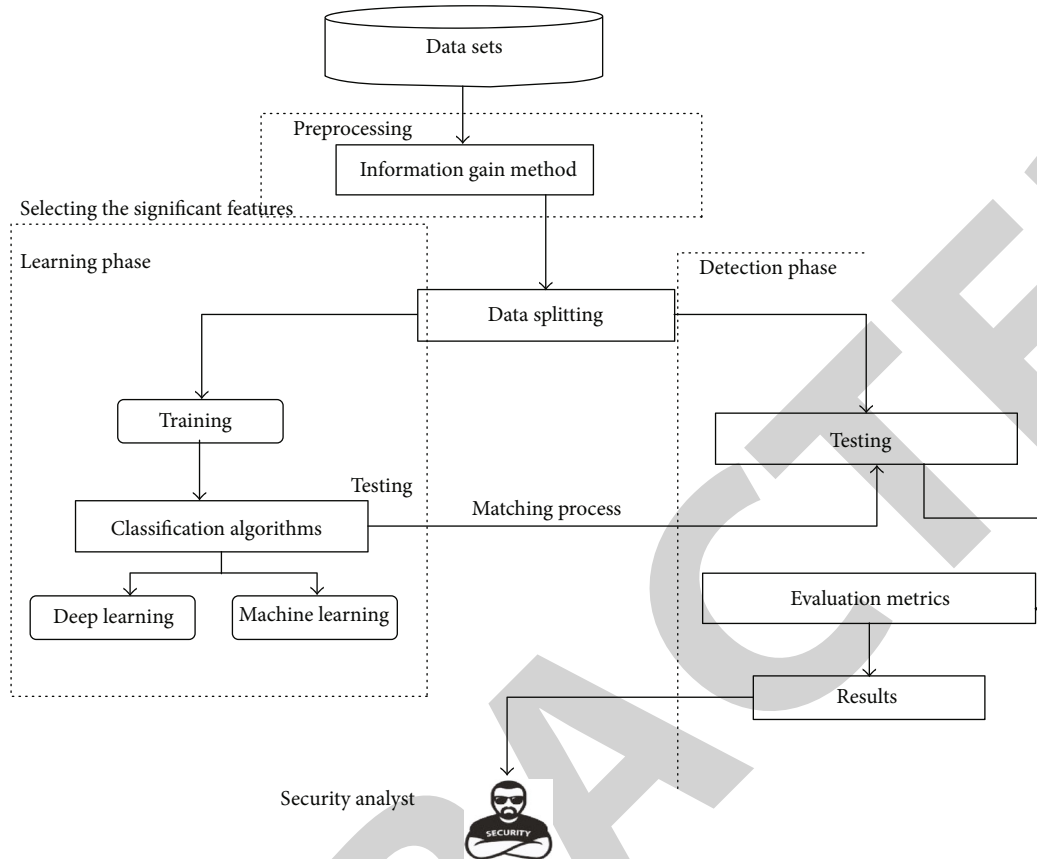 Data sets
Preprocessing
Information gain method
Selecting the significant features
Learning phase
Detection phase
Data splitting
Training
Testing
Testing
Classification algorithms
Matching process
Deep learning
Machine learning
Evaluation metrics
Results
Security analyst
SECURITY